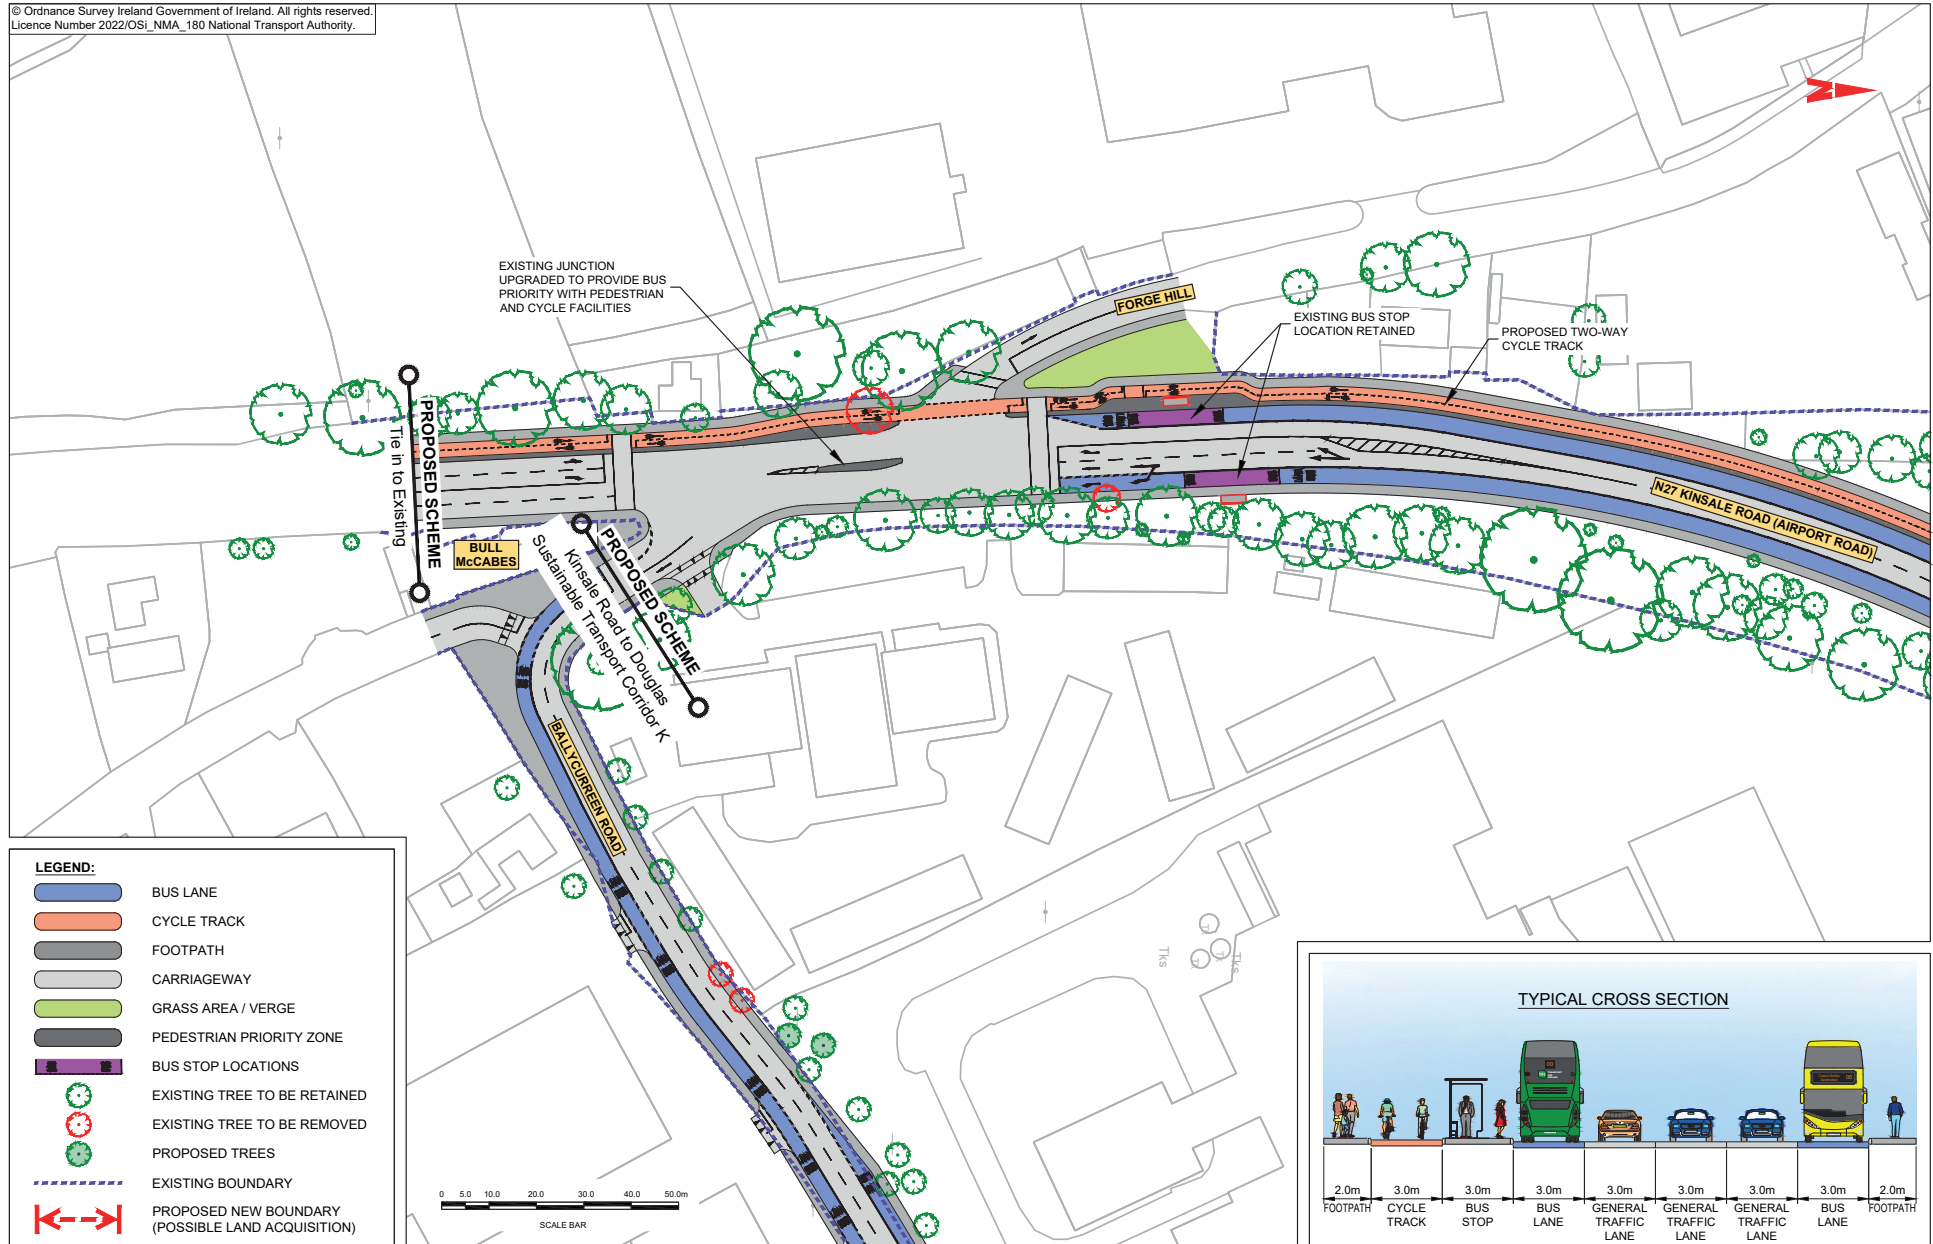 © Ordnance Survey Ireland Government of Ireland. All rights reserved.
Licence Number 2022/OSi_NMA_180 National Transport Authority.
N
EXISTING JUNCTION
UPGRADED TO PROVIDE BUS
PRIORITY WITH PEDESTRIAN
AND CYCLE FACILITIES
FORGE HILL
EXISTING BUS STOP
LOCATION RETAINED
PROPOSED TWO-WAY
CYCLE TRACK
PROPOSED SCHEME
Tie in to Existing
N27 KINSALE ROAD (AIRPORT ROAD)
BULL
McCABES
PROPOSED SCHEME
Kinsale Road to Douglas
Sustainable Transport Corridor K
BALLYCURREEN ROAD
Tks
Tk
Tk
Tk
Tks
LEGEND:
BUS LANE
CYCLE TRACK
FOOTPATH
CARRIAGEWAY
GRASS AREA / VERGE
PEDESTRIAN PRIORITY ZONE
BUS STOP LOCATIONS
EXISTING TREE TO BE RETAINED
EXISTING TREE TO BE REMOVED
PROPOSED TREES
EXISTING BOUNDARY
PROPOSED NEW BOUNDARY
(POSSIBLE LAND ACQUISITION)
0 5.0 10.0 20.0 30.0 40.0 50.0m
SCALE BAR
TYPICAL CROSS SECTION
2.0m 3.0m 3.0m 3.0m 3.0m 3.0m 3.0m 3.0m 2.0m
FOOTPATH CYCLE BUS BUS GENERAL GENERAL GENERAL BUS FOOTPATH
TRACK STOP LANE TRAFFIC TRAFFIC TRAFFIC LANE
LANE LANE LANE